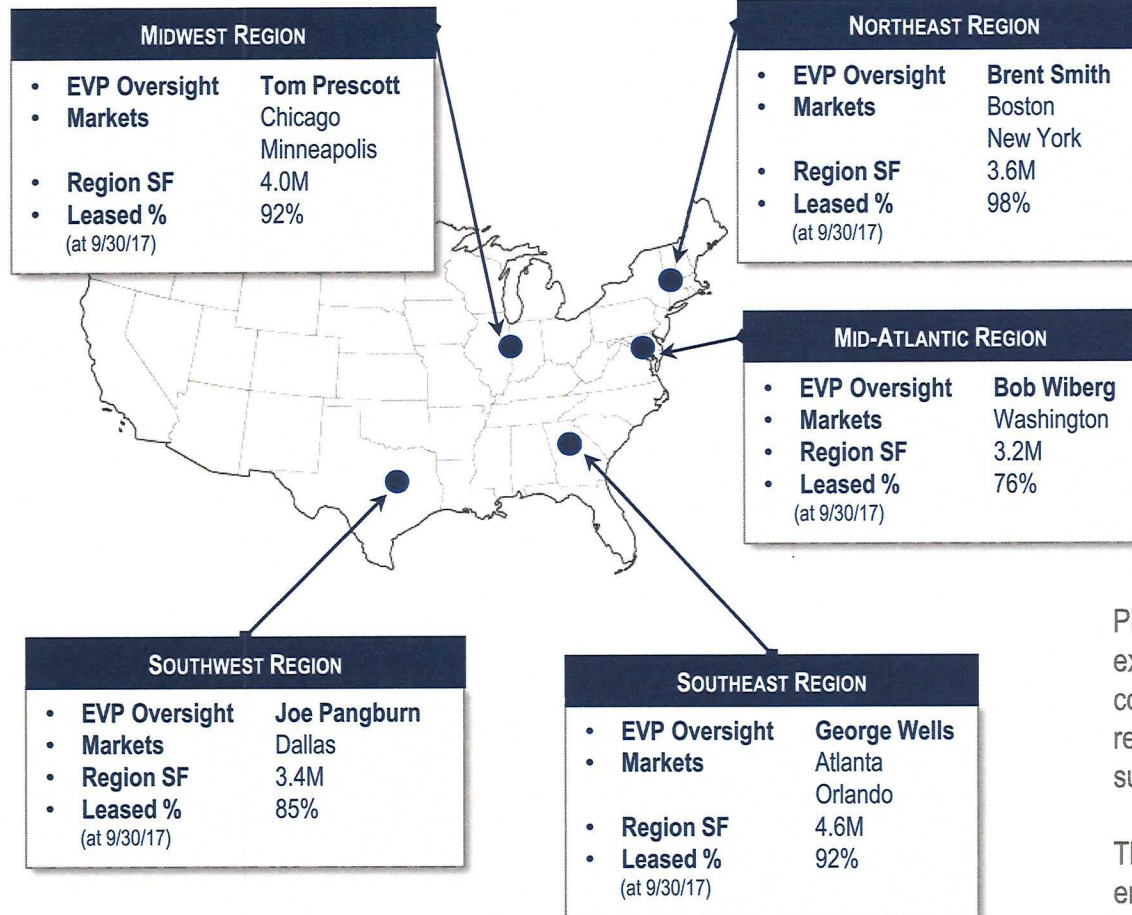 MIDWEST REGION
• EVP Oversight Tom Prescott
• Markets Chicago
Minneapolis
• Region SF 4.0M
• Leased % 92%
(at 9/30/17)
NORTHEAST REGION
• EVP Oversight Brent Smith
• Markets Boston
New York
• Region SF 3.6M
• Leased % 98%
(at 9/30/17)
MID-ATLANTIC REGION
• EVP Oversight Bob Wiberg
• Markets Washington
• Region SF 3.2M
• Leased % 76%
(at 9/30/17)
SOUTHWEST REGION
• EVP Oversight Joe Pangburn
• Markets Dallas
• Region SF 3.4M
• Leased % 85%
(at 9/30/17)
SOUTHEAST REGION
• EVP Oversight George Wells
• Markets Atlanta
Orlando
• Region SF 4.6M
• Leased % 92%
(at 9/30/17)